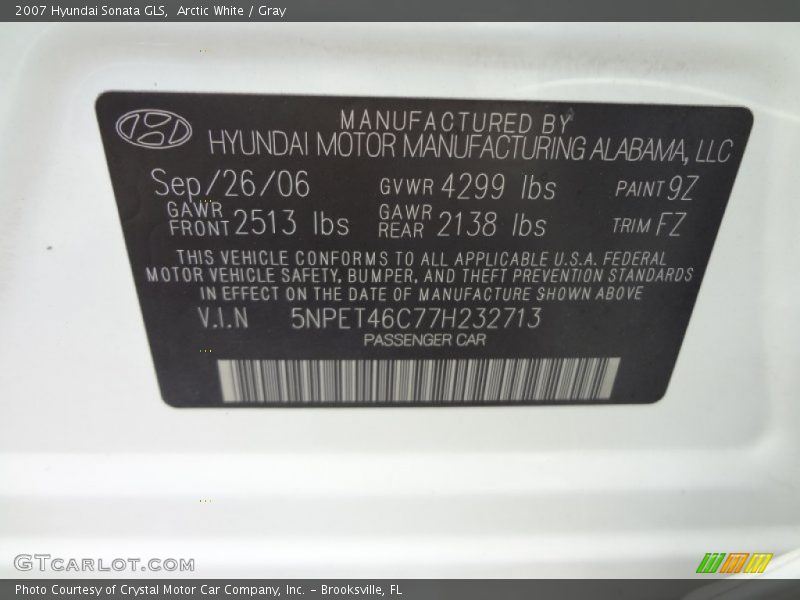 2007 Hyundai Sonata GLS, Arctic White / Gray
MANUFACTURED BY
HYUNDAI MOTOR MANUFACTURING ALABAMA, LLC
Sep/26/06 GVWR 4299 lbs PAINT 9Z
GAWR FRONT 2513 lbs GAWR REAR 2138 lbs TRIM FZ
THIS VEHICLE CONFORMS TO ALL APPLICABLE U.S.A. FEDERAL
MOTOR VEHICLE SAFETY, BUMPER, AND THEFT PREVENTION STANDARDS
IN EFFECT ON THE DATE OF MANUFACTURE SHOWN ABOVE
V.I.N 5NPET46C77H232713
PASSENGER CAR
GTCARLOT.COM
Photo Courtesy of Crystal Motor Car Company, Inc. - Brooksville, FL